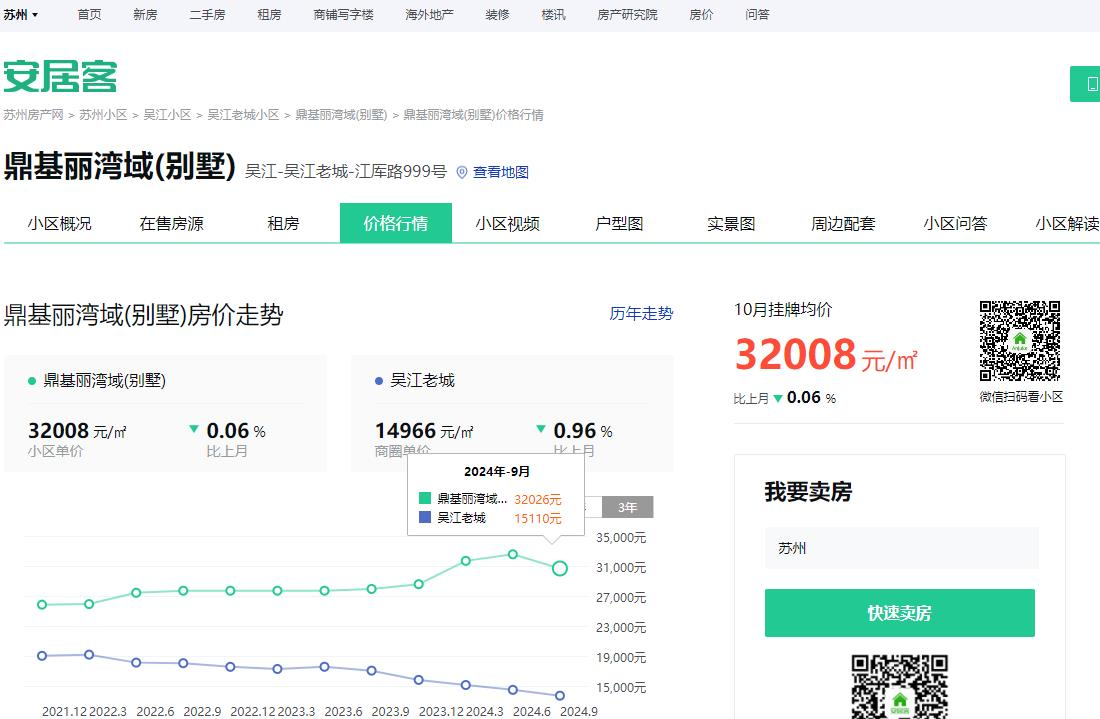 苏州 首页 新房 二手房 租房 商铺写字楼 海外地产 装修 楼讯 房产研究院 房价 问答
安居客
苏州房产网 > 苏州小区 > 吴江小区 > 吴江老城小区 > 鼎基丽湾域(别墅) > 鼎基丽湾域(别墅)价格行情
鼎基丽湾域(别墅) 吴江-吴江老城-江厍路999号 查看地图
小区概况 在售房源 租房 价格行情 小区视频 户型图 实景图 周边配套 小区问答 小区解读
鼎基丽湾域(别墅)房价走势 历年走势
鼎基丽湾域(别墅)
32008 元/㎡ 0.06 %
小区单价 比上月
吴江老城
14966 元/㎡ 0.96 %
商圈单价 比上月
2024年-9月
鼎基丽湾域... 32026元
吴江老城 15110元
3年
35,000元
31,000元
27,000元
23,000元
19,000元
15,000元
2021.12 2022.3 2022.6 2022.9 2022.12 2023.3 2023.6 2023.9 2023.12 2024.3 2024.6 2024.9
10月挂牌均价
32008 元/㎡
比上月 0.06 %
微信扫码看小区
我要卖房
苏州
快速卖房